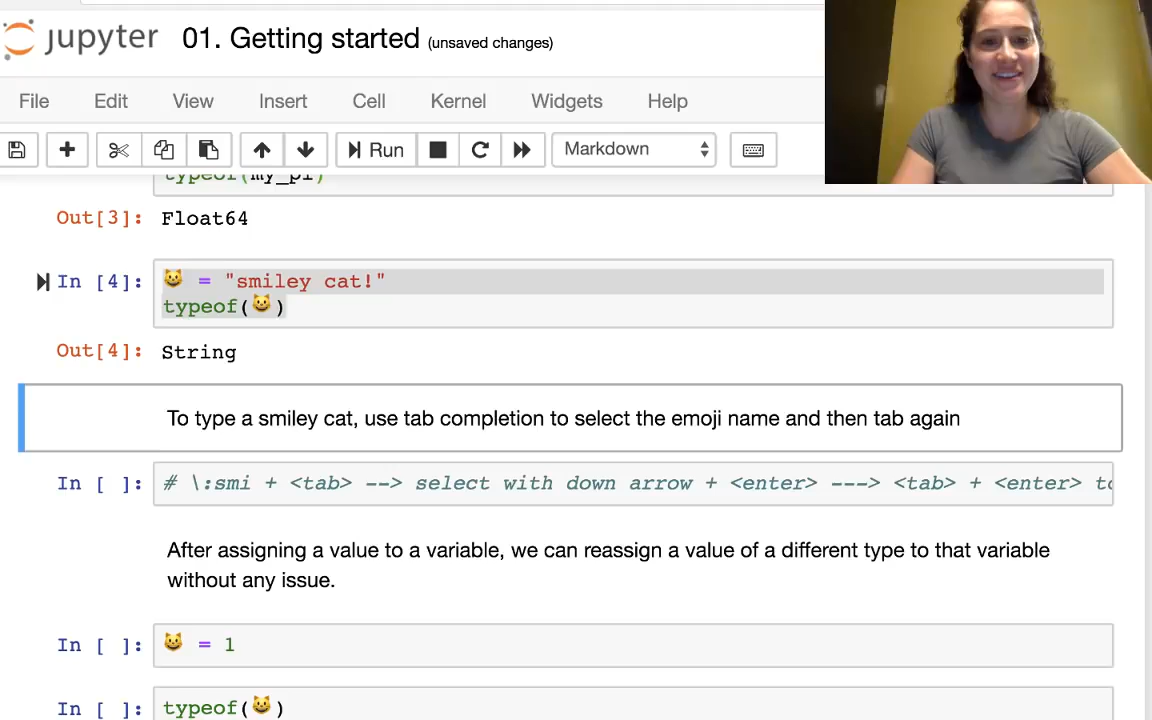 jupyter 01. Getting started (unsaved changes)
File Edit View Insert Cell Kernel Widgets Help
Run Markdown
typeof(my_pi)
Out[3]: Float64
In [4]: 😺 = "smiley cat!"
typeof(😺)
Out[4]: String
To type a smiley cat, use tab completion to select the emoji name and then tab again
In [ ]: # \:smi + <tab> --> select with down arrow + <enter> ---> <tab> + <enter> to
After assigning a value to a variable, we can reassign a value of a different type to that variable
without any issue.
In [ ]: 😺 = 1
In [ ]: typeof(😺)